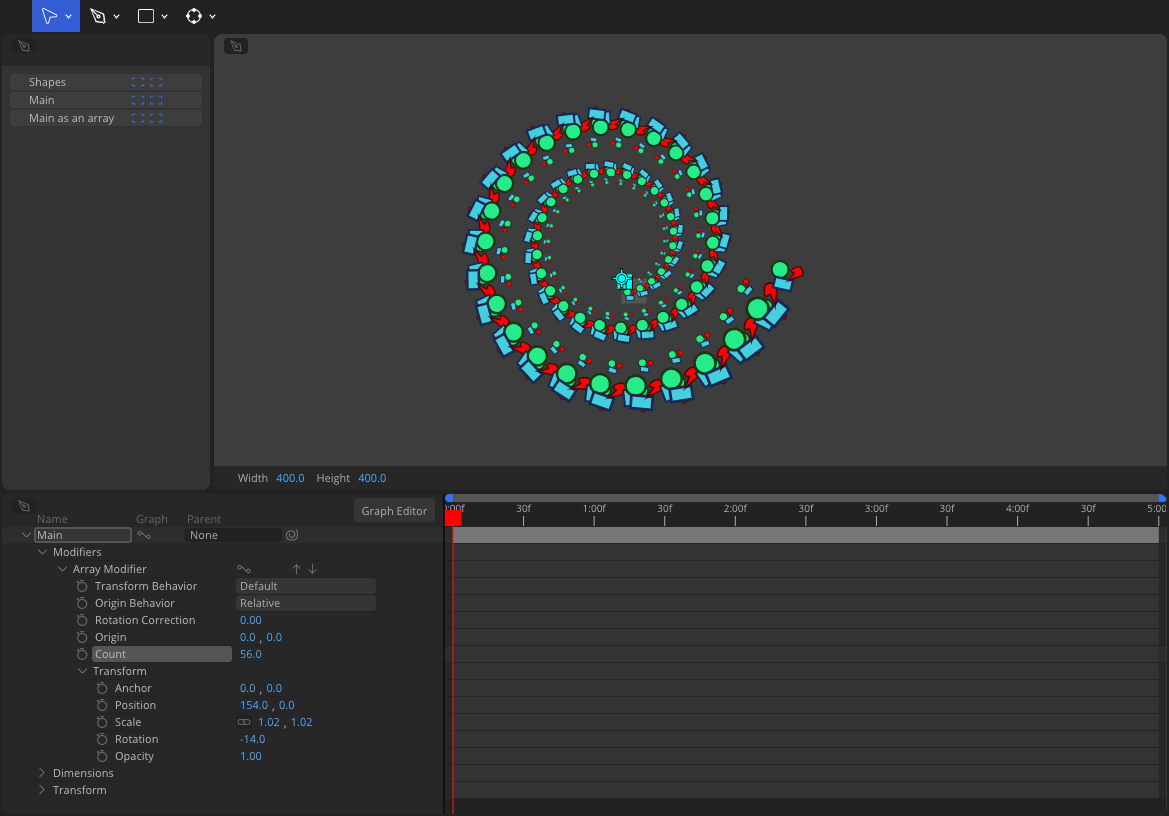 Shapes
Main
Main as an array
Width 400.0 Height 400.0
Name Graph Parent
Graph Editor
:00f 30f 1:00f 30f 2:00f 30f 3:00f 30f 4:00f 30f 5:00
Main None
Modifiers
Array Modifier
Transform Behavior Default
Origin Behavior Relative
Rotation Correction 0.00
Origin 0.0 , 0.0
Count 56.0
Transform
Anchor 0.0 , 0.0
Position 154.0 , 0.0
Scale 1.02 , 1.02
Rotation -14.0
Opacity 1.00
Dimensions
Transform